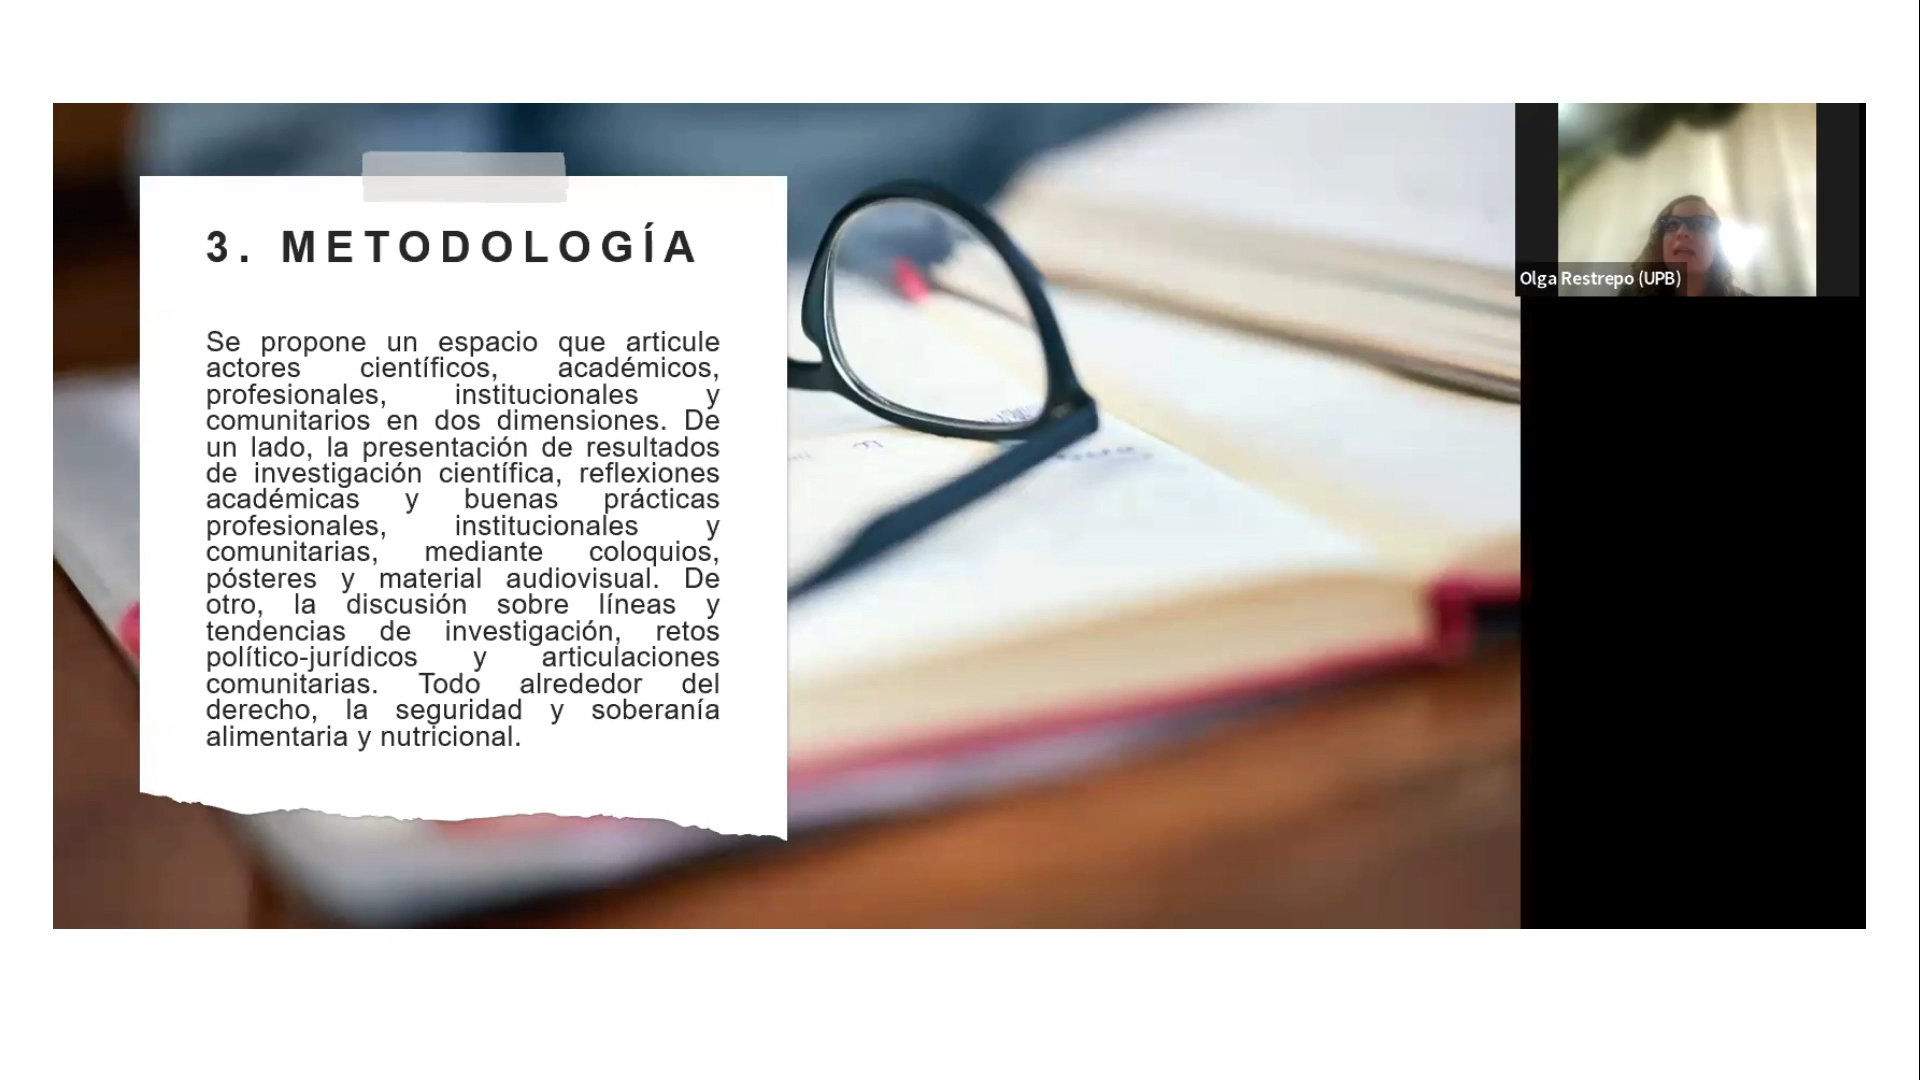 3. METODOLOGÍA
Se propone un espacio que articule
actores científicos, académicos,
profesionales, institucionales y
comunitarios en dos dimensiones. De
un lado, la presentación de resultados
de investigación científica, reflexiones
académicas y buenas prácticas
profesionales, institucionales y
comunitarias, mediante coloquios,
pósteres y material audiovisual. De
otro, la discusión sobre líneas y
tendencias de investigación, retos
político-jurídicos y articulaciones
comunitarias. Todo alrededor del
derecho, la seguridad y soberanía
alimentaria y nutricional.
Olga Restrepo (UPB)